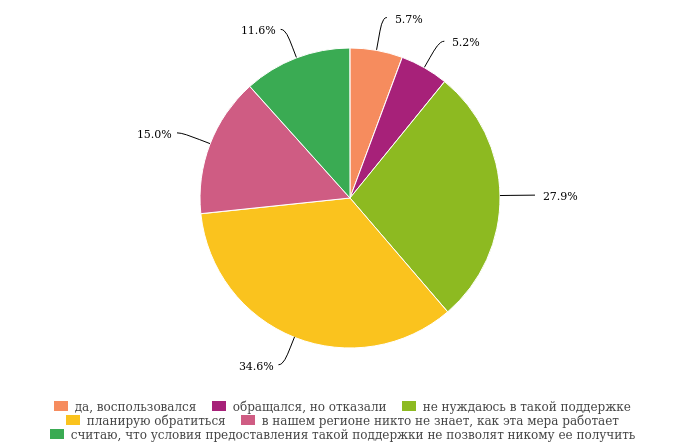 5.7%
11.6%
5.2%
15.0%
27.9%
34.6%
да, воспользовался обращался, но отказали не нуждаюсь в такой поддержке
планирую обратиться в нашем регионе никто не знает, как эта мера работает
считаю, что условия предоставления такой поддержки не позволят никому ее получить